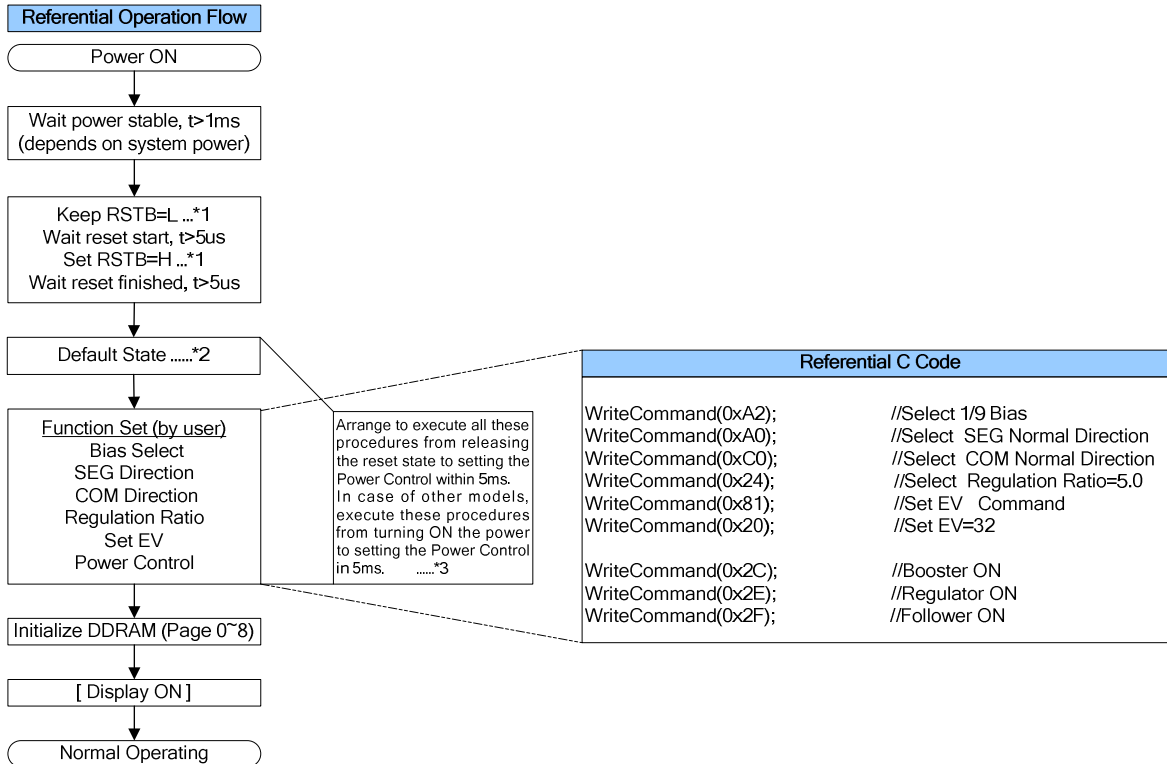 Referential Operation Flow
Power ON
Wait power stable, t>1ms
(depends on system power)
Keep RSTB=L ...*1
Wait reset start, t>5us
Set RSTB=H ...*1
Wait reset finished, t>5us
Default State ......*2
Function Set (by user)
Bias Select
SEG Direction
COM Direction
Regulation Ratio
Set EV
Power Control
Arrange to execute all these
procedures from releasing
the reset state to setting the
Power Control within 5ms.
In case of other models,
execute these procedures
from turning ON the power
to setting the Power Control
in 5ms. ......*3
Initialize DDRAM (Page 0~8)
[ Display ON ]
Normal Operating
Referential C Code
WriteCommand(0xA2); //Select 1/9 Bias
WriteCommand(0xA0); //Select SEG Normal Direction
WriteCommand(0xC0); //Select COM Normal Direction
WriteCommand(0x24); //Select Regulation Ratio=5.0
WriteCommand(0x81); //Set EV Command
WriteCommand(0x20); //Set EV=32
WriteCommand(0x2C); //Booster ON
WriteCommand(0x2E); //Regulator ON
WriteCommand(0x2F); //Follower ON